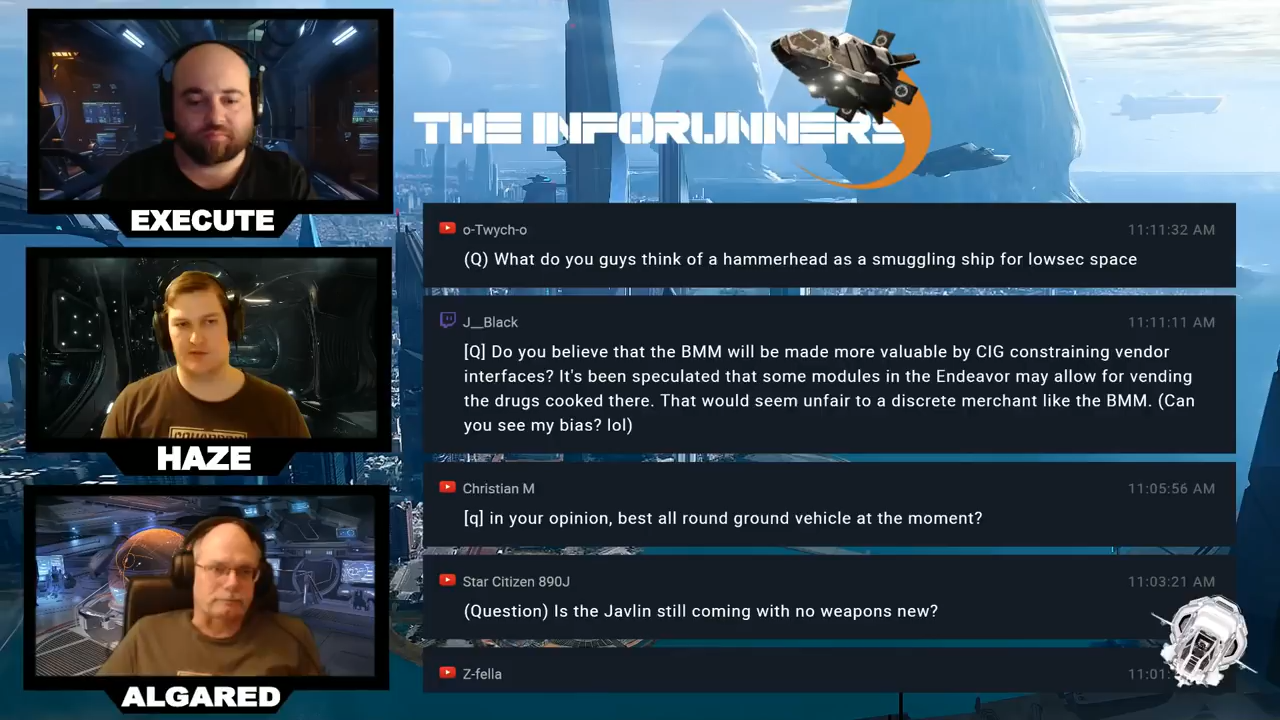 THE INFORUNNERS
EXECUTE
HAZE
ALGARED
o-Twych-o
11:11:32 AM
(Q) What do you guys think of a hammerhead as a smuggling ship for lowsec space
J__Black
11:11:11 AM
[Q] Do you believe that the BMM will be made more valuable by CIG constraining vendor
interfaces? It's been speculated that some modules in the Endeavor may allow for vending
the drugs cooked there. That would seem unfair to a discrete merchant like the BMM. (Can
you see my bias? lol)
Christian M
11:05:56 AM
[q] in your opinion, best all round ground vehicle at the moment?
Star Citizen 890J
11:03:21 AM
(Question) Is the Javlin still coming with no weapons new?
Z-fella
11:01: